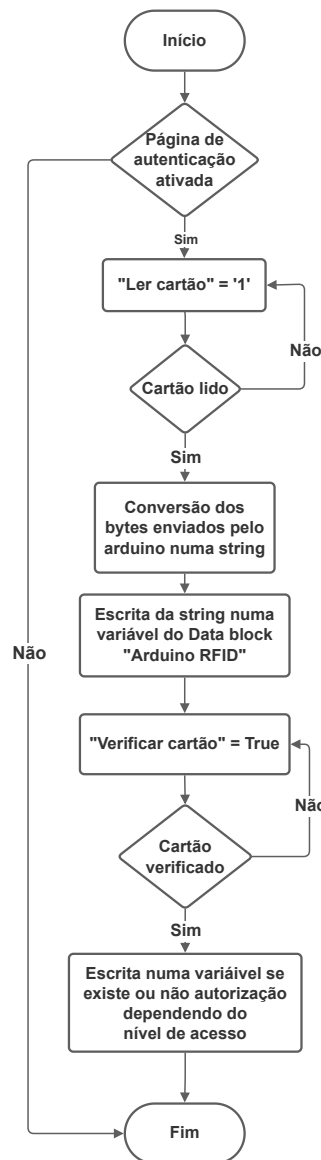 Início
Página de
autenticação
ativada
Sim
"Ler cartão" = '1'
Não
Cartão lido
Sim
Conversão dos
bytes enviados pelo
arduino numa string
Escrita da string numa
variável do Data block
"Arduino RFID"
Não
"Verificar cartão" = True
Não
Cartão
verificado
Sim
Escrita numa variáivel se
existe ou não autorização
dependendo do
nível de acesso
Fim